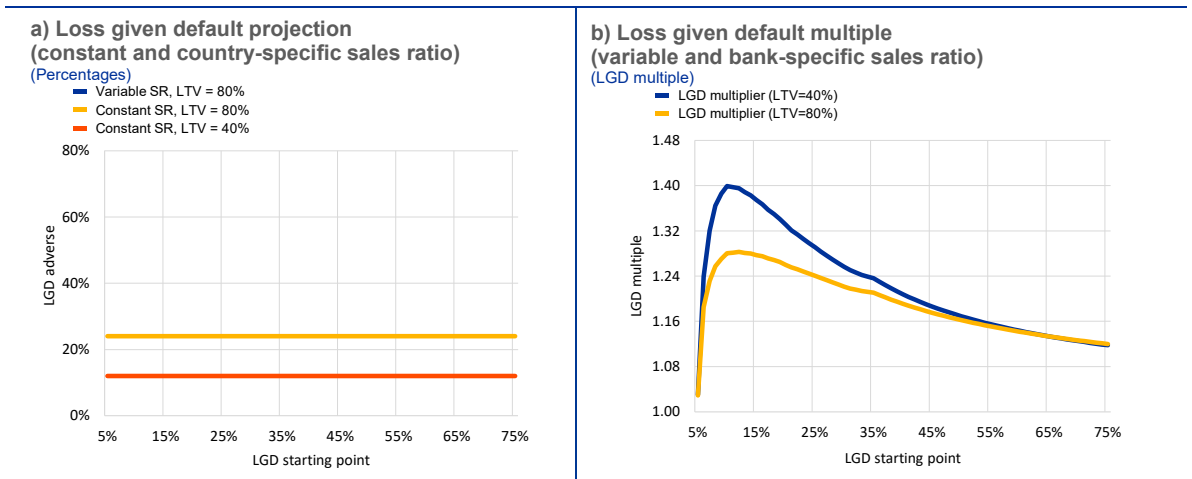 a) Loss given default projection
(constant and country-specific sales ratio)
(Percentages)
Variable SR, LTV = 80%
Constant SR, LTV = 80%
Constant SR, LTV = 40%
80%
60%
40%
20%
0%
LGD adverse
5% 15% 25% 35% 45% 55% 65% 75%
LGD starting point
b) Loss given default multiple
(variable and bank-specific sales ratio)
(LGD multiple)
LGD multiplier (LTV=40%)
LGD multiplier (LTV=80%)
1.48
1.40
1.32
1.24
1.16
1.08
1.00
LGD multiple
5% 15% 25% 35% 45% 55% 65% 75%
LGD starting point